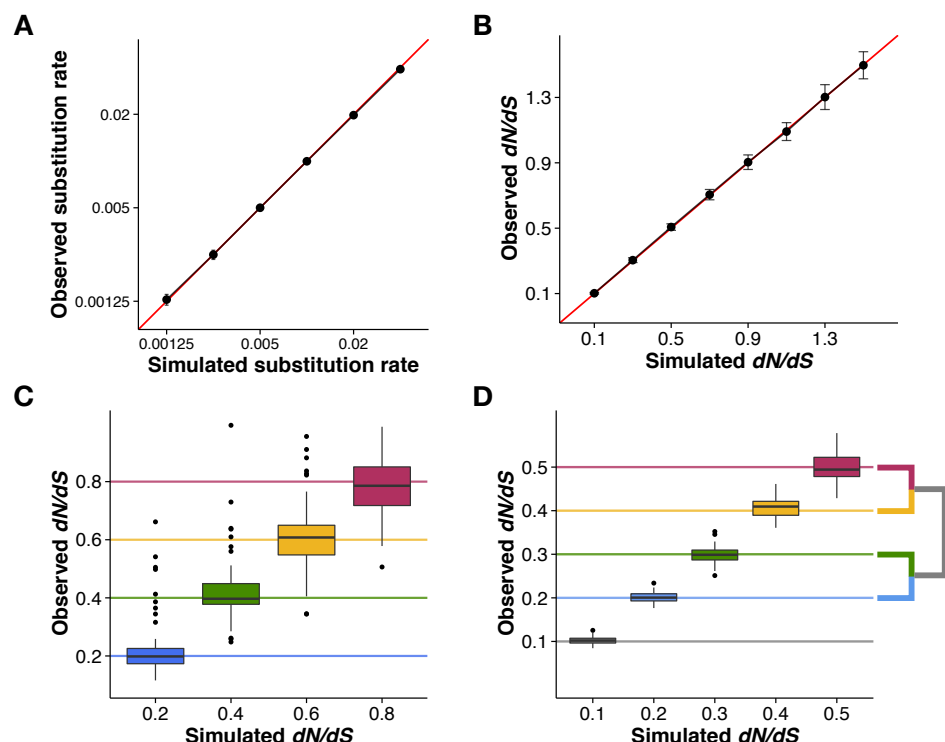 A
Observed substitution rate
0.02
0.005
0.00125
0.00125 0.005 0.02
Simulated substitution rate
B
Observed dN/dS
1.3
0.9
0.5
0.1
0.1 0.5 0.9 1.3
Simulated dN/dS
C
Observed dN/dS
0.8
0.6
0.4
0.2
0.2 0.4 0.6 0.8
Simulated dN/dS
D
Observed dN/dS
0.5
0.4
0.3
0.2
0.1
0.1 0.2 0.3 0.4 0.5
Simulated dN/dS